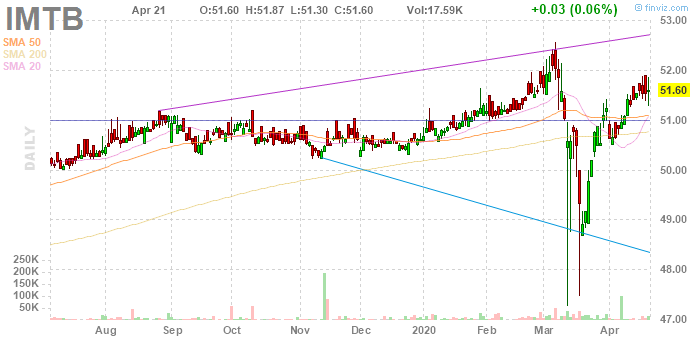 IMTB Apr 21 O:51.60 H:51.87 L:51.30 C:51.60 Vol:17.59K +0.03 (0.06%) © finviz.com
SMA 50
SMA 200
SMA 20
DAILY
53.00
52.00
51.60
51.00
50.00
49.00
48.00
47.00
250K
200K
150K
100K
50K
Aug Sep Oct Nov Dec 2020 Feb Mar Apr